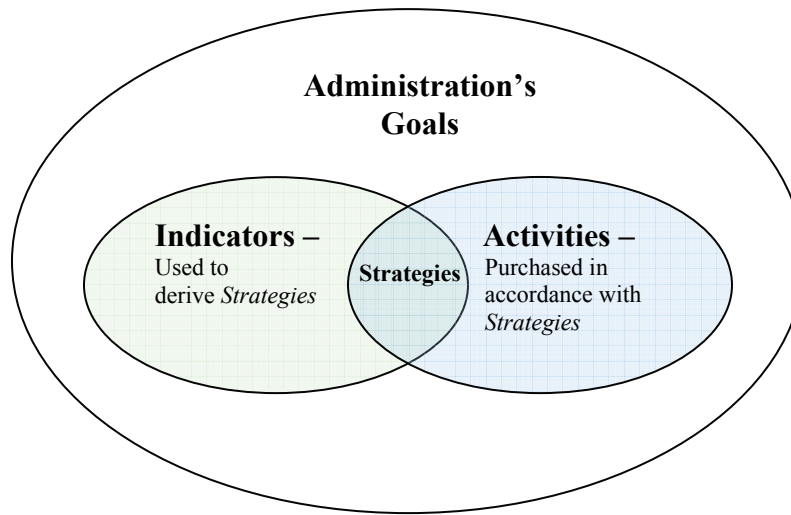 Administration’s
Goals
Indicators –
Used to
derive Strategies
Strategies
Activities –
Purchased in
accordance with
Strategies